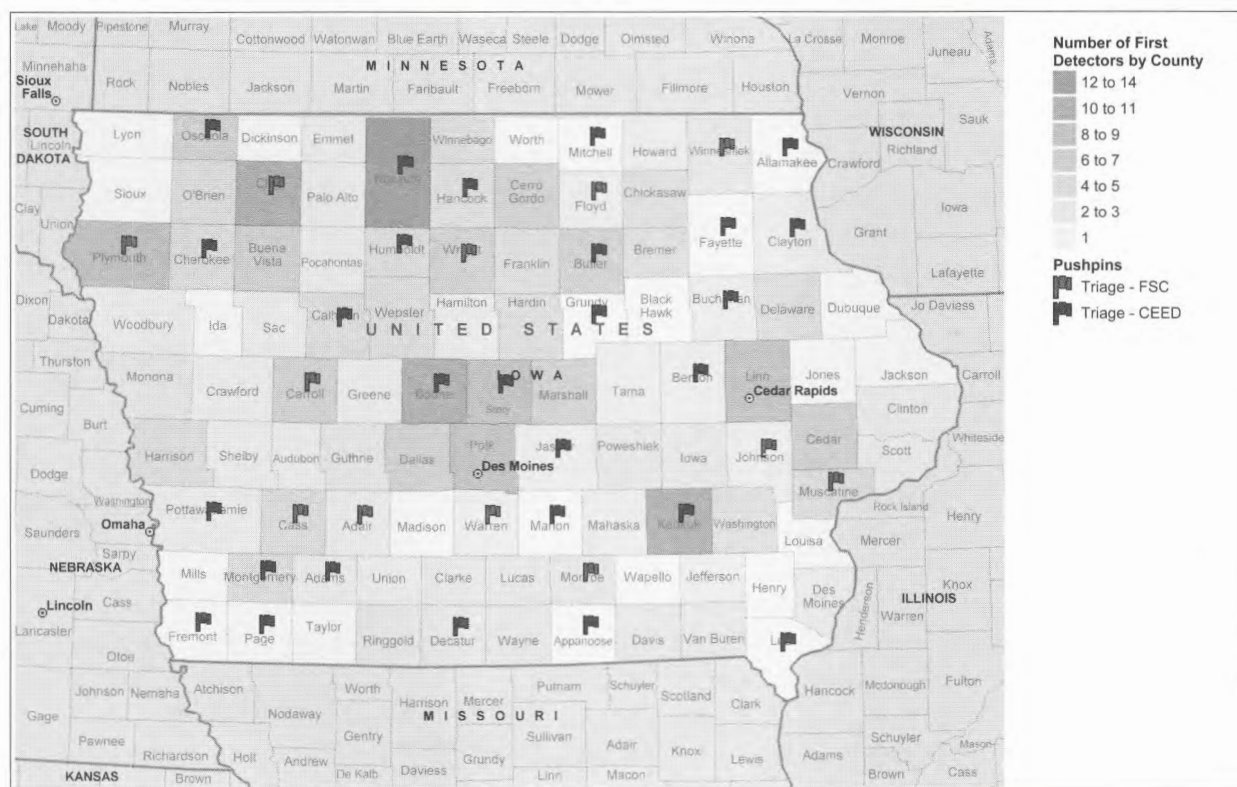 Lake Moody Pipestone Murray Cottonwood Watonwan Blue Earth Waseca Steele Dodge Olmsted Winona La Crosse Monroe Juneau Adams
Minnehaha MINNESOTA
Sioux Falls Rock Nobles Jackson Martin Faribault Freeborn Mower Fillmore Houston Vernon
SOUTH DAKOTA Lincoln Lyon Osceola Dickinson Emmet Winnebago Worth Mitchell Howard Winneshiek Allamakee Crawford WISCONSIN Richland Sauk
Clay Union Sioux O'Brien Palo Alto Hancock Cerro Gordo Floyd Chickasaw Iowa
Plymouth Cherokee Buena Vista Pocahontas Humboldt Wright Franklin Butler Bremer Fayette Clayton Grant Lafayette
Dixon Dakota Woodbury Ida Sac Calhoun Webster Hamilton Hardin Grundy Black Hawk Buchanan Delaware Dubuque Jo Daviess
UNITED STATES
Thurston Monona Crawford Carroll Greene Boone Story Marshall Tama Benton Linn Jones Jackson Carroll
IOWA
Cedar Rapids
Cuming Burt Harrison Shelby Audubon Guthrie Dallas Polk Jasper Poweshiek Iowa Johnson Cedar Clinton Scott Whiteside
Des Moines
Dodge Washington Pottawattamie Cass Adair Madison Warren Marion Mahaska Keokuk Washington Muscatine Louisa Rock Island Mercer Henry
Saunders Omaha Sarpy
NEBRASKA Mills Montgomery Adams Union Clarke Lucas Monroe Wapello Jefferson Henry Des Moines Henderson Warren Knox ILLINOIS
Lincoln Cass
Lancaster Otoe Fremont Page Taylor Ringgold Decatur Wayne Appanoose Davis Van Buren Lee
Johnson Nemaha Atchison Nodaway Worth Harrison Mercer Putnam Schuyler Scotland Clark Hancock Mcdonough Fulton
Gage MISSOURI
Pawnee Richardson Holt Andrew Gentry Daviess Grundy Sullivan Adair Knox Lewis Adams Schuyler Mason
KANSAS Brown De Kalb Linn Macon Brown Cass
Number of First
Detectors by County
12 to 14
10 to 11
8 to 9
6 to 7
4 to 5
2 to 3
1
Pushpins
Triage - FSC
Triage - CEED